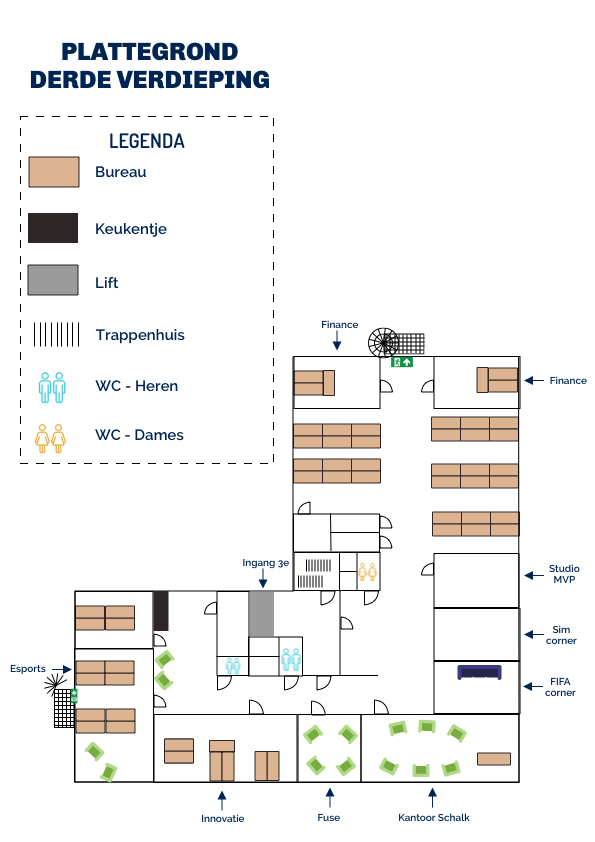 PLATTEGROND
DERDE VERDIEPING
LEGENDA
Bureau
Keukentje
Lift
Trappenhuis
WC - Heren
WC - Dames
Finance
Finance
Ingang 3e
Studio
MVP
Sim
corner
Esports
FIFA
corner
Innovatie
Fuse
Kantoor Schalk